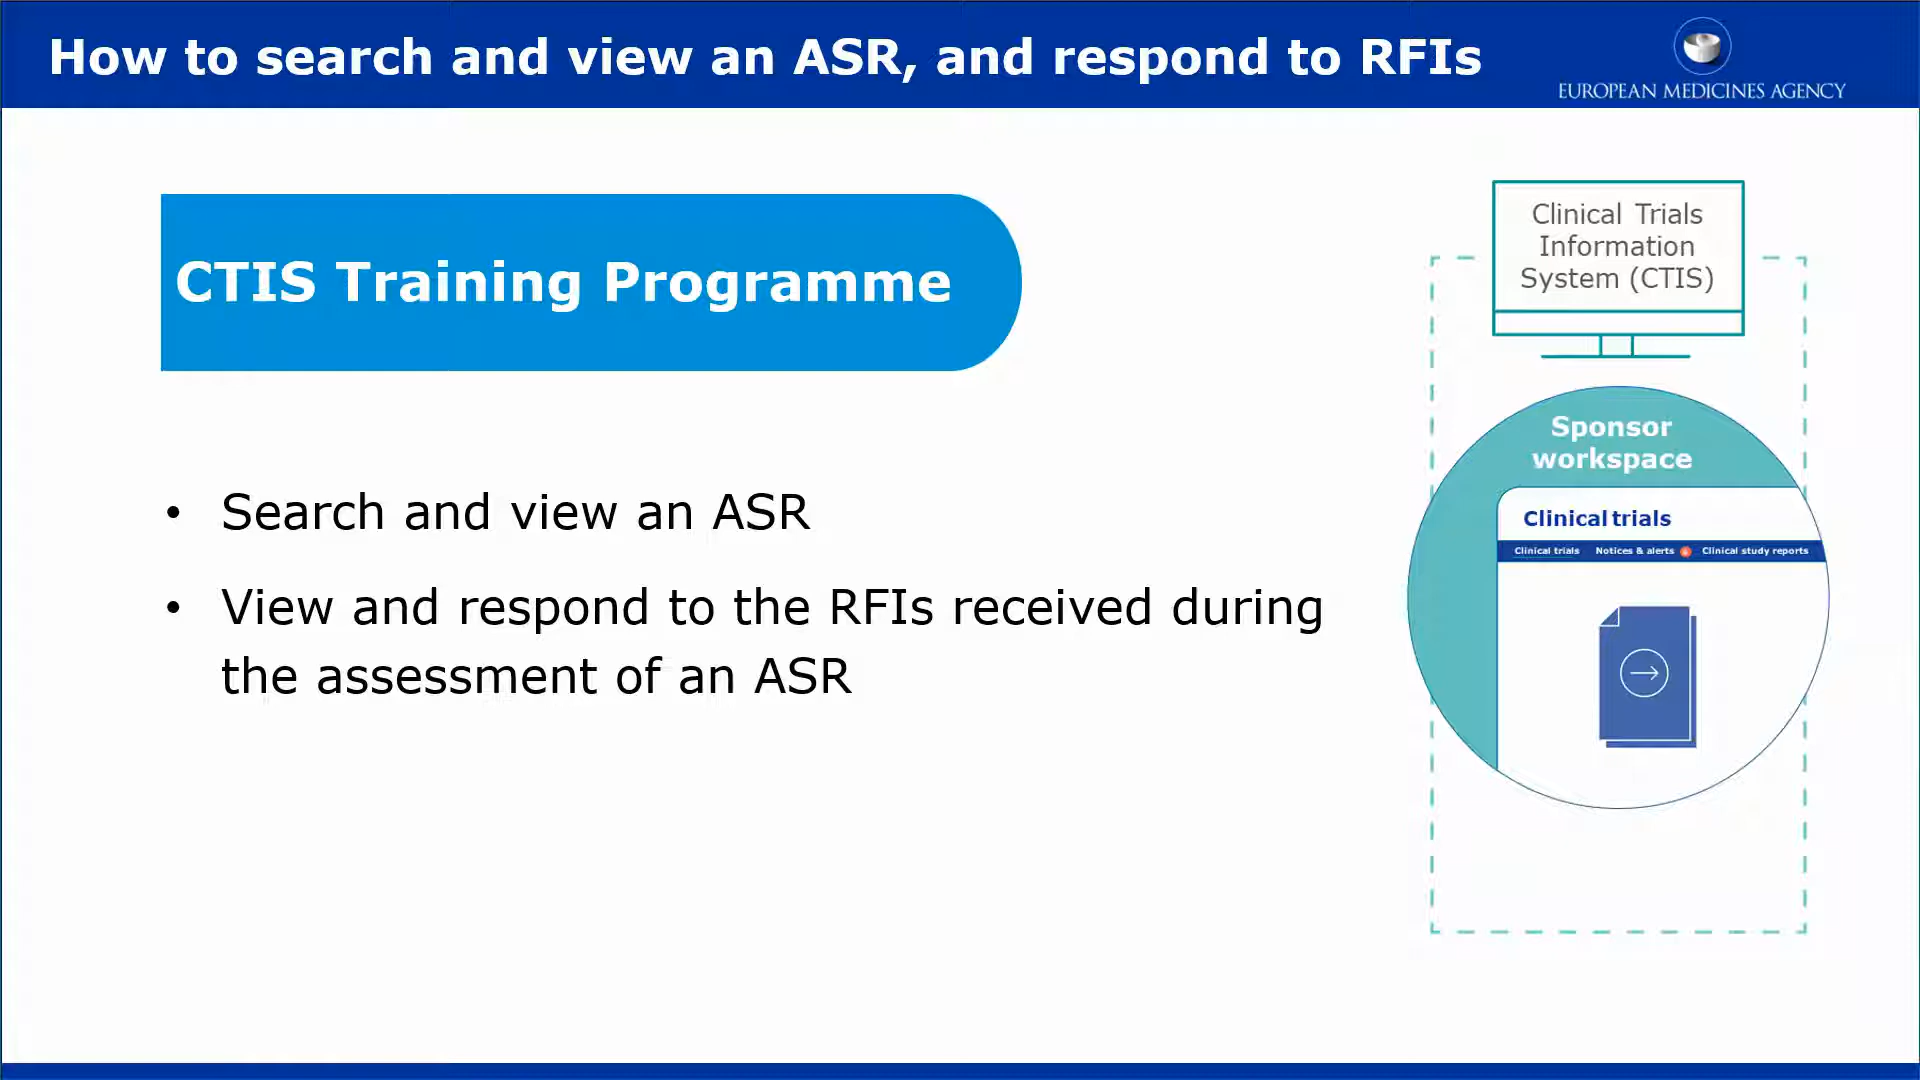 How to search and view an ASR, and respond to RFIs
EUROPEAN MEDICINES AGENCY
CTIS Training Programme
• Search and view an ASR
• View and respond to the RFIs received during
the assessment of an ASR
Clinical Trials
Information
System (CTIS)
Sponsor
workspace
Clinical trials
Clinical trials Notices & alerts Clinical study reports